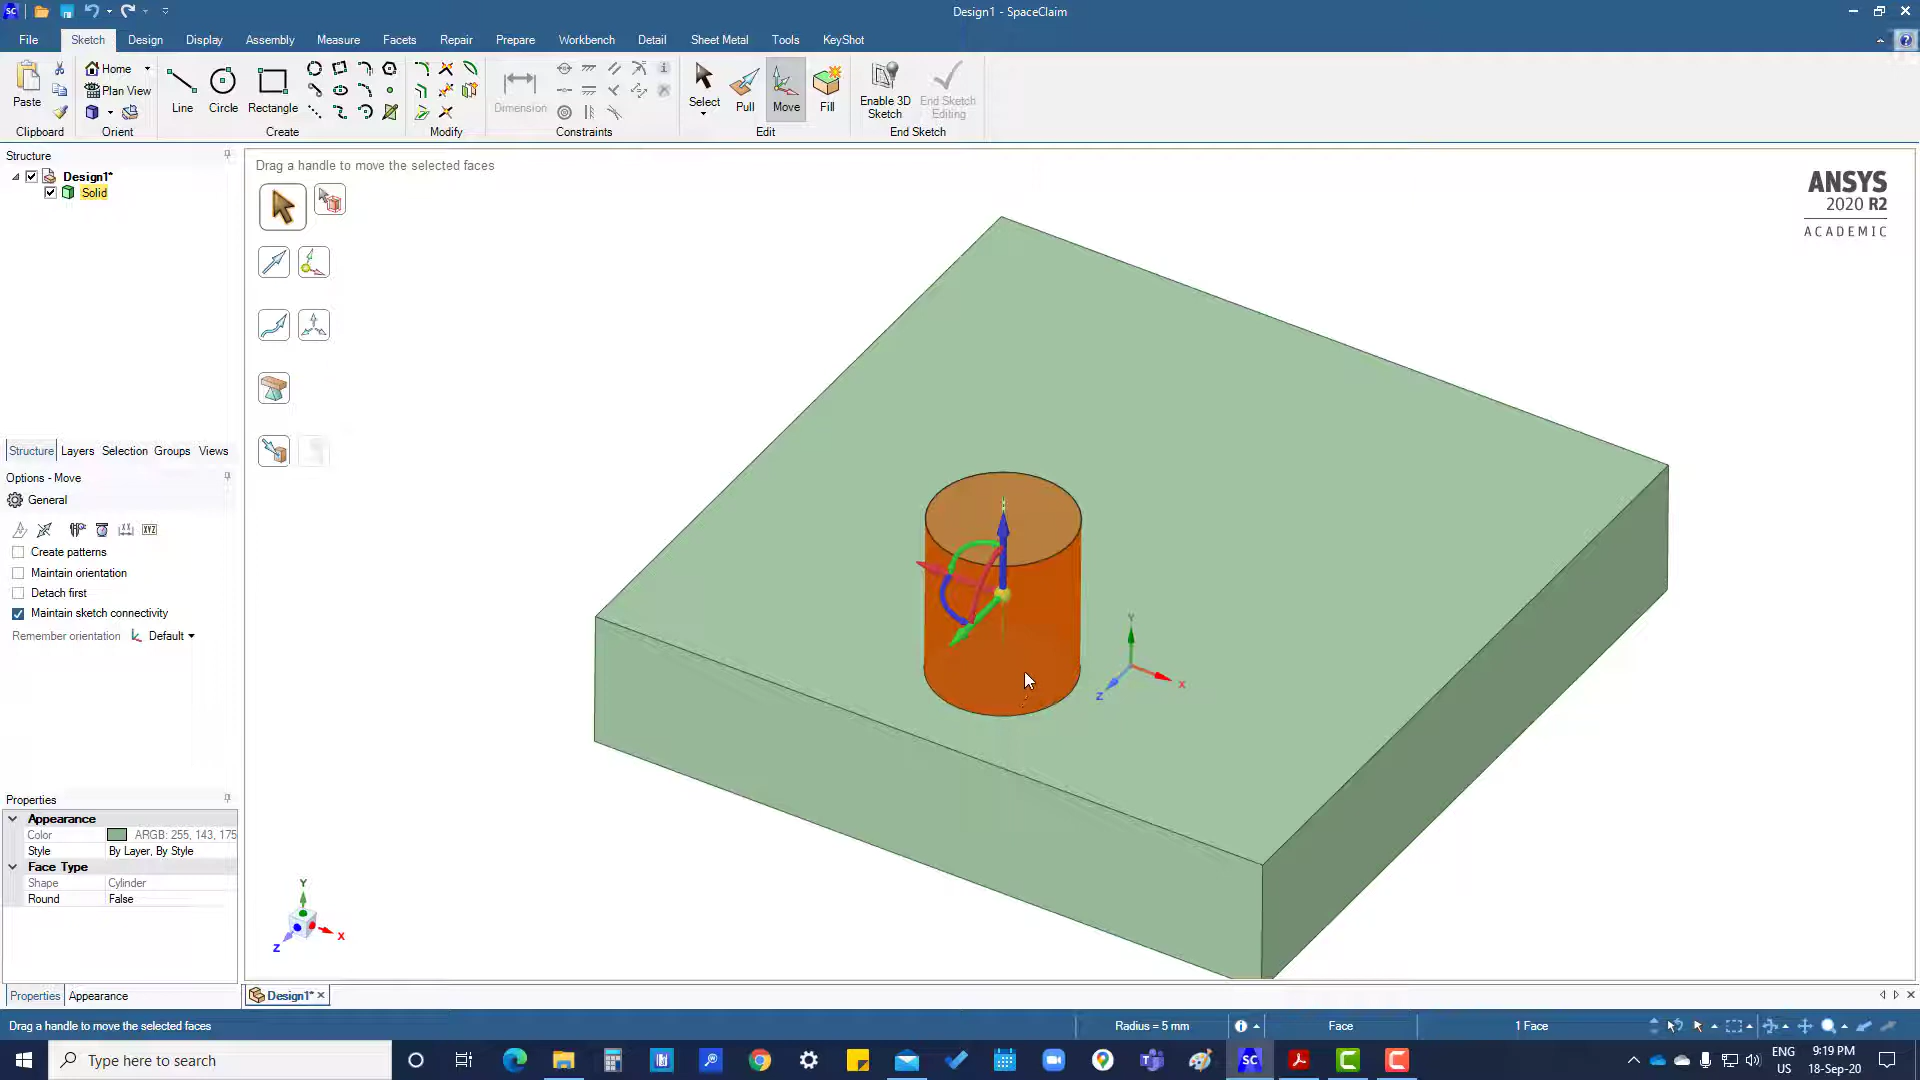 SC
Design1 - SpaceClaim
File Sketch Design Display Assembly Measure Facets Repair Prepare Workbench Detail Sheet Metal Tools KeyShot
Paste
Home
Plan View
Line Circle Rectangle
Dimension
Select Pull Move Fill
Enable 3D Sketch
End Sketch Editing
Clipboard Orient Create Modify Constraints Edit End Sketch
Structure
Design1*
Solid
Drag a handle to move the selected faces
ANSYS
2020 R2
ACADEMIC
Structure Layers Selection Groups Views
Options - Move
General
XYZ
Create patterns
Maintain orientation
Detach first
Maintain sketch connectivity
Remember orientation Default
Y
X
Z
Properties
Appearance
Color ARGB: 255, 143, 175
Style By Layer, By Style
Face Type
Shape Cylinder
Round False
Y
X
Z
Properties Appearance
Design1*
Drag a handle to move the selected faces
Radius = 5 mm
Face
1 Face
Type here to search
SC
ENG
US
9:19 PM
18-Sep-20